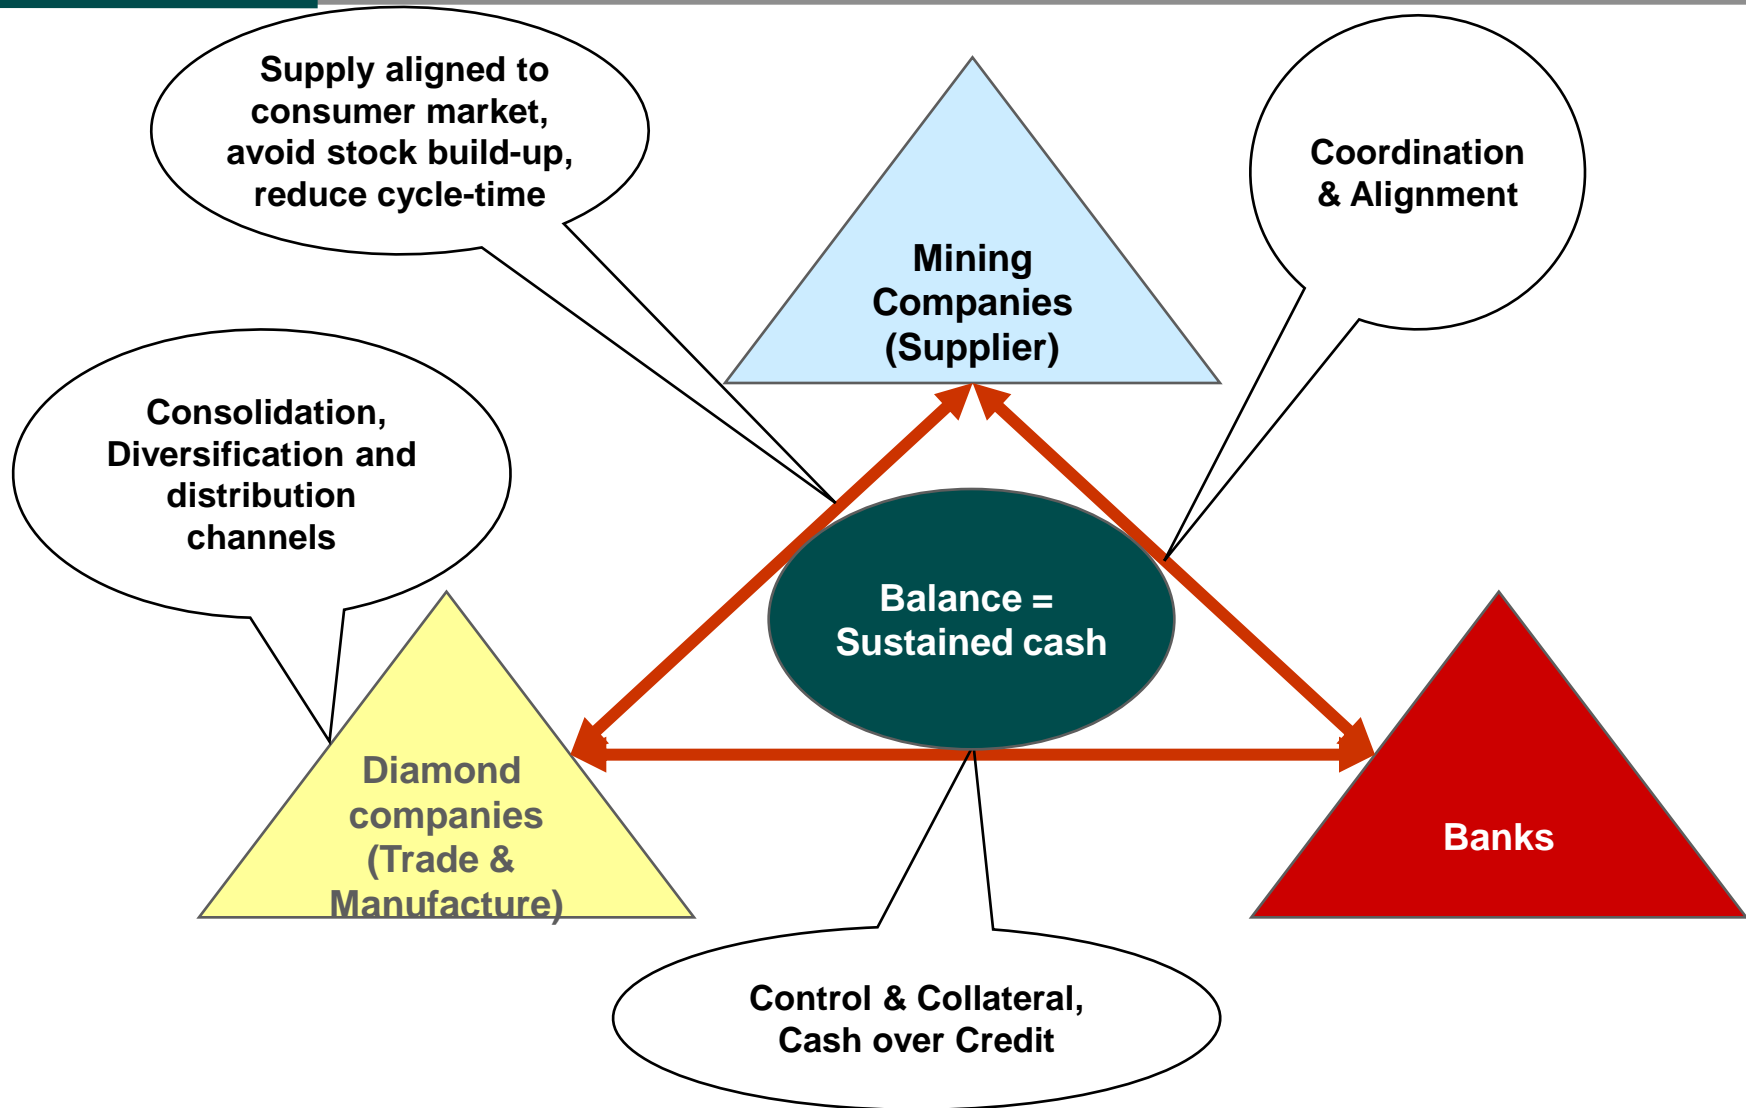 Supply aligned to
consumer market,
avoid stock build-up,
reduce cycle-time
Coordination
& Alignment
Mining
Companies
(Supplier)
Consolidation,
Diversification and
distribution
channels
Balance =
Sustained cash
Diamond
companies
(Trade &
Manufacture)
Banks
Control & Collateral,
Cash over Credit